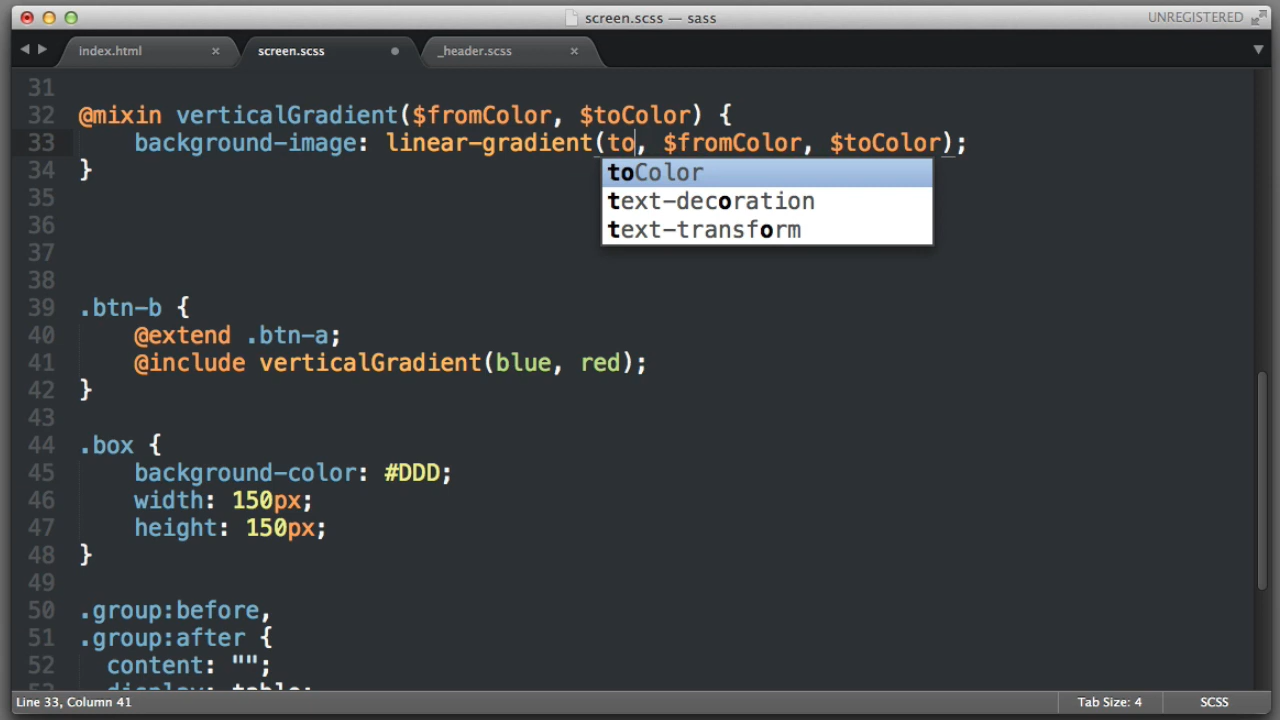 screen.scss — sass
UNREGISTERED
index.html × screen.scss _header.scss ×
31
32 @mixin verticalGradient($fromColor, $toColor) {
33 background-image: linear-gradient(to, $fromColor, $toColor);
34 }
toColor
35
text-decoration
36
text-transform
37
38
39 .btn-b {
40 @extend .btn-a;
41 @include verticalGradient(blue, red);
42 }
43
44 .box {
45 background-color: #DDD;
46 width: 150px;
47 height: 150px;
48 }
49
50 .group:before,
51 .group:after {
52 content: "";
53 display: table;
Line 33, Column 41
Tab Size: 4
SCSS